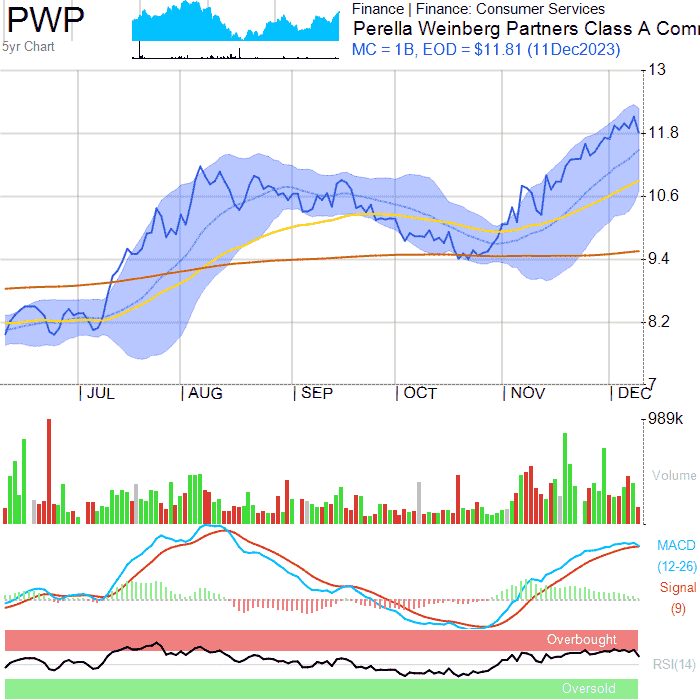 PWP
5yr Chart
Finance | Finance: Consumer Services
Perella Weinberg Partners Class A Com
MC = 1B, EOD = $11.81 (11Dec2023)
13
11.8
10.6
9.4
8.2
7
JUL
AUG
SEP
OCT
NOV
DEC
989k
Volume
MACD
(12-26)
Signal
(9)
Overbought
RSI(14)
Oversold